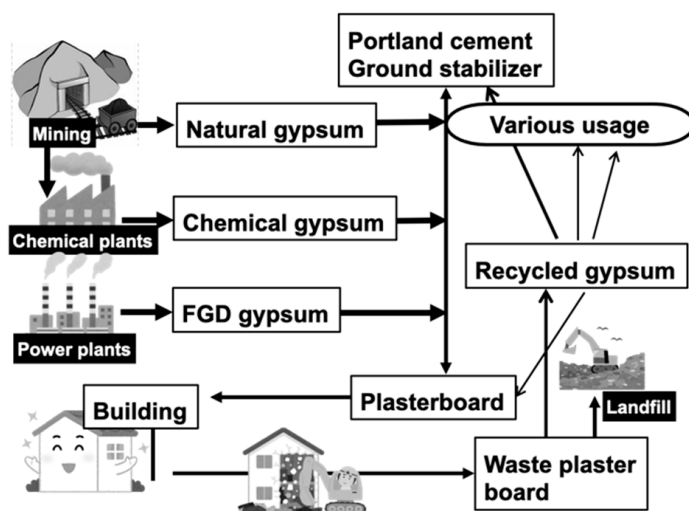 Portland cement
Ground stabilizer
Mining
Natural gypsum
Various usage
Chemical plants
Chemical gypsum
Recycled gypsum
Power plants
FGD gypsum
Plasterboard
Landfill
Building
Waste plaster
board